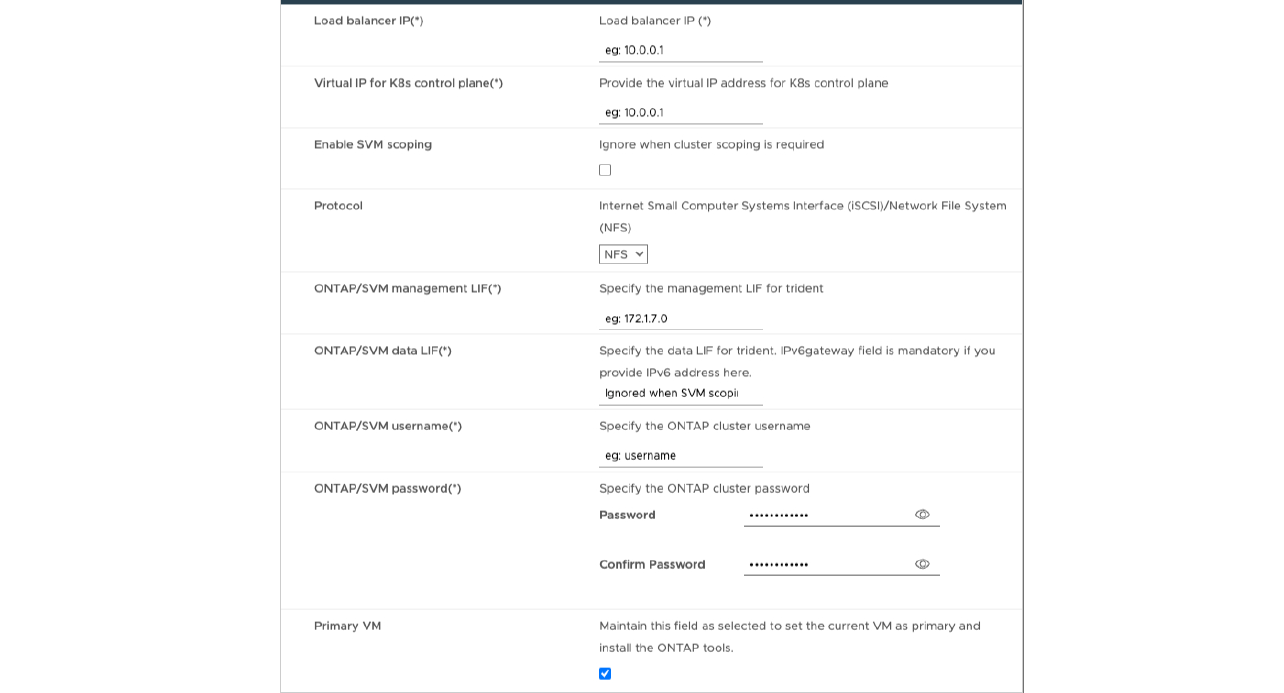 Load balancer IP(*)
Load balancer IP (*)
eg: 10.0.0.1
Virtual IP for K8s control plane(*)
Provide the virtual IP address for K8s control plane
eg: 10.0.0.1
Enable SVM scoping
Ignore when cluster scoping is required
Protocol
Internet Small Computer Systems Interface (iSCSI)/Network File System
(NFS)
NFS
ONTAP/SVM management LIF(*)
Specify the management LIF for trident
eg: 172.1.7.0
ONTAP/SVM data LIF(*)
Specify the data LIF for trident. IPv6gateway field is mandatory if you
provide IPv6 address here.
Ignored when SVM scopi
ONTAP/SVM username(*)
Specify the ONTAP cluster username
eg: username
ONTAP/SVM password(*)
Specify the ONTAP cluster password
Password
••••••••••••
Confirm Password
••••••••••••
Primary VM
Maintain this field as selected to set the current VM as primary and
install the ONTAP tools.